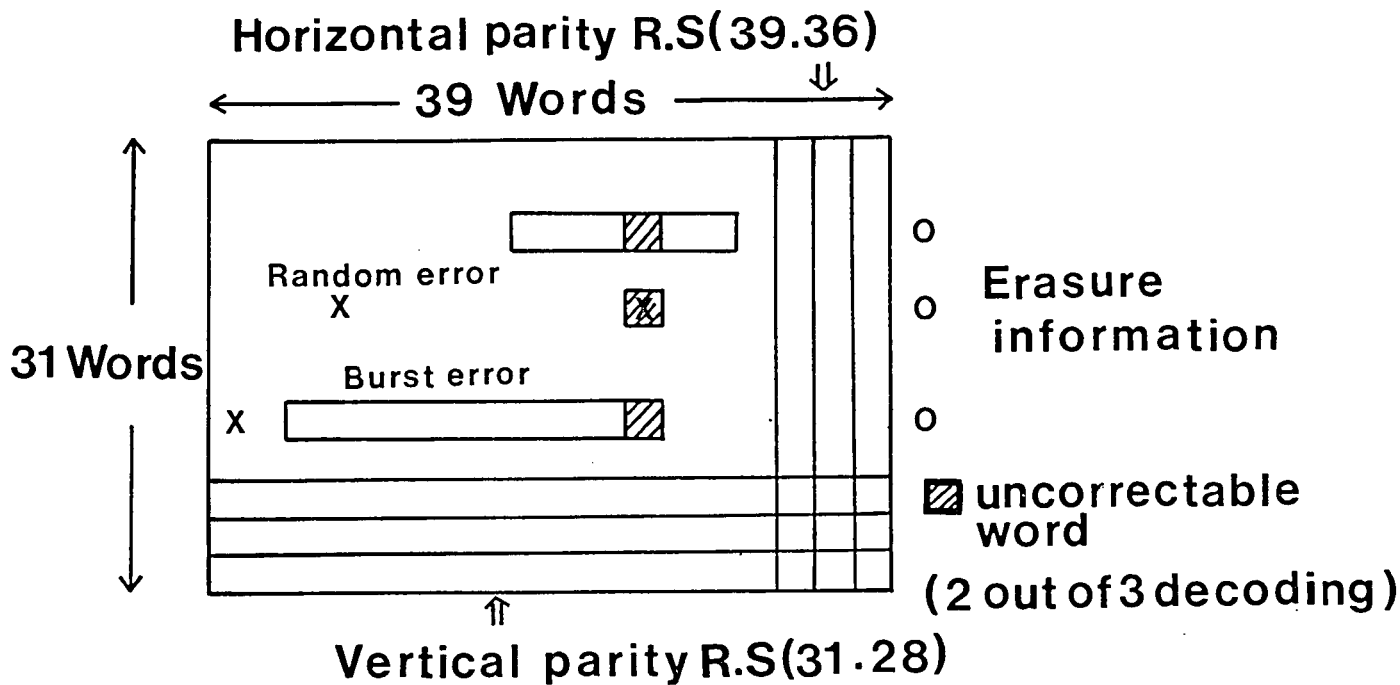 Horizontal parity R.S(39.36)
39 Words
Random error
X
X
O
O
Erasure
information
31 Words
Burst error
X
O
uncorrectable
word
(2 out of 3 decoding)
Vertical parity R.S(31.28)